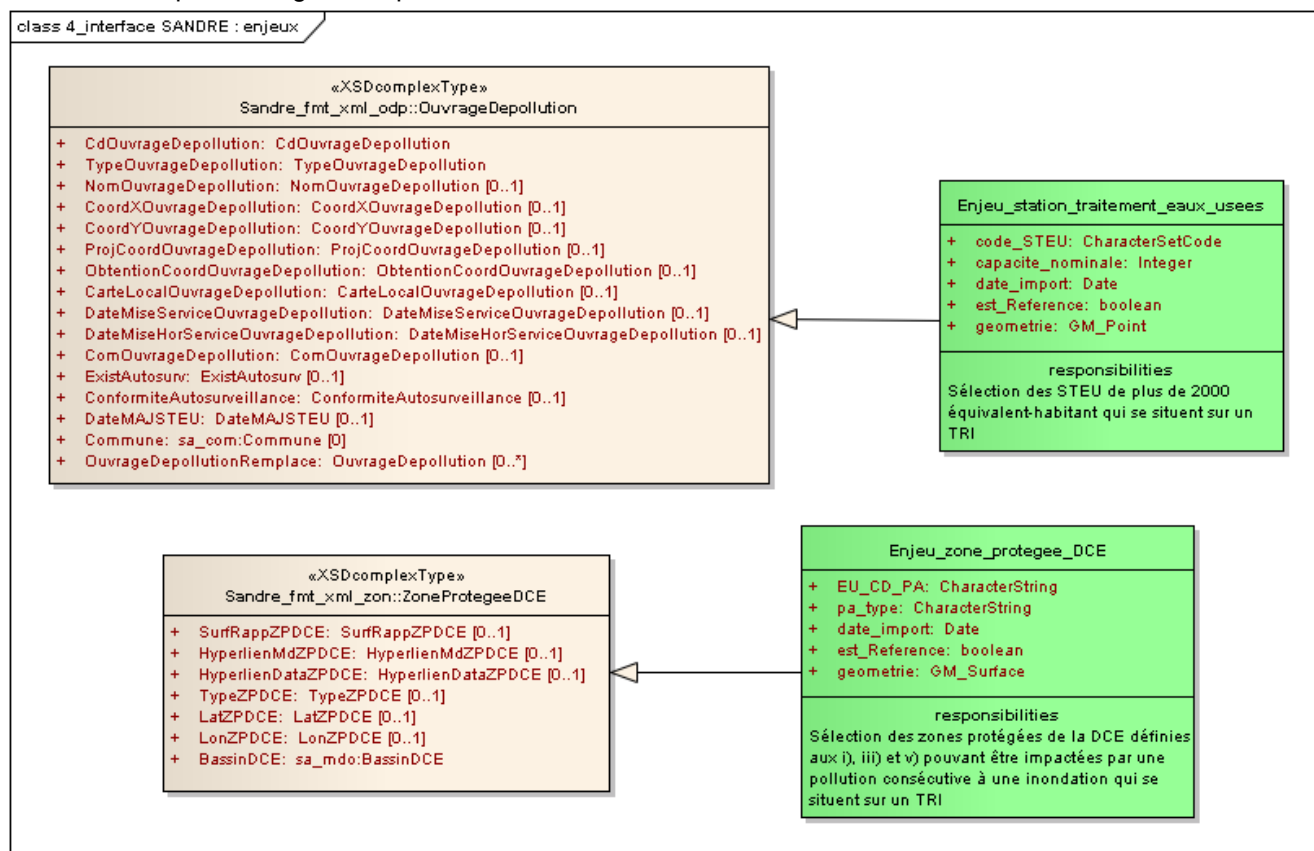 class 4_interface SANDRE : enjeux
«XSDcomplexType»
Sandre_fmt_xml_odp::OuvrageDepollution
+ CdOuvrageDepollution: CdOuvrageDepollution
+ TypeOuvrageDepollution: TypeOuvrageDepollution
+ NomOuvrageDepollution: NomOuvrageDepollution [0..1]
+ CoordXOuvrageDepollution: CoordXOuvrageDepollution [0..1]
+ CoordYOuvrageDepollution: CoordYOuvrageDepollution [0..1]
+ ProjCoordOuvrageDepollution: ProjCoordOuvrageDepollution [0..1]
+ ObtentionCoordOuvrageDepollution: ObtentionCoordOuvrageDepollution [0..1]
+ CarteLocalOuvrageDepollution: CarteLocalOuvrageDepollution [0..1]
+ DateMiseServiceOuvrageDepollution: DateMiseServiceOuvrageDepollution [0..1]
+ DateMiseHorServiceOuvrageDepollution: DateMiseHorServiceOuvrageDepollution [0..1]
+ ComOuvrageDepollution: ComOuvrageDepollution [0..1]
+ ExistAutosurv: ExistAutosurv [0..1]
+ ConformiteAutosurveillance: ConformiteAutosurveillance [0..1]
+ DateMAJSTEU: DateMAJSTEU [0..1]
+ Commune: sa_com:Commune [0]
+ OuvrageDepollutionRemplace: OuvrageDepollution [0..*]
Enjeu_station_traitement_eaux_usees
+ code_STEU: CharacterSetCode
+ capacite_nominale: Integer
+ date_import: Date
+ est_Reference: boolean
+ geometrie: GM_Point
responsibilities
Sélection des STEU de plus de 2000
équivalent-habitant qui se situent sur un
TRI
«XSDcomplexType»
Sandre_fmt_xml_zon::ZoneProtegeeDCE
+ SurfRappZPDCE: SurfRappZPDCE [0..1]
+ HyperlienMdZPDCE: HyperlienMdZPDCE [0..1]
+ HyperlienDataZPDCE: HyperlienDataZPDCE [0..1]
+ TypeZPDCE: TypeZPDCE [0..1]
+ LatZPDCE: LatZPDCE [0..1]
+ LonZPDCE: LonZPDCE [0..1]
+ BassinDCE: sa_mdo:BassinDCE
Enjeu_zone_protegee_DCE
+ EU_CD_PA: CharacterString
+ pa_type: CharacterString
+ date_import: Date
+ est_Reference: boolean
+ geometrie: GM_Surface
responsibilities
Sélection des zones protégées de la DCE définies
aux i), iii) et v) pouvant être impactées par une
pollution consécutive à une inondation qui se
situent sur un TRI